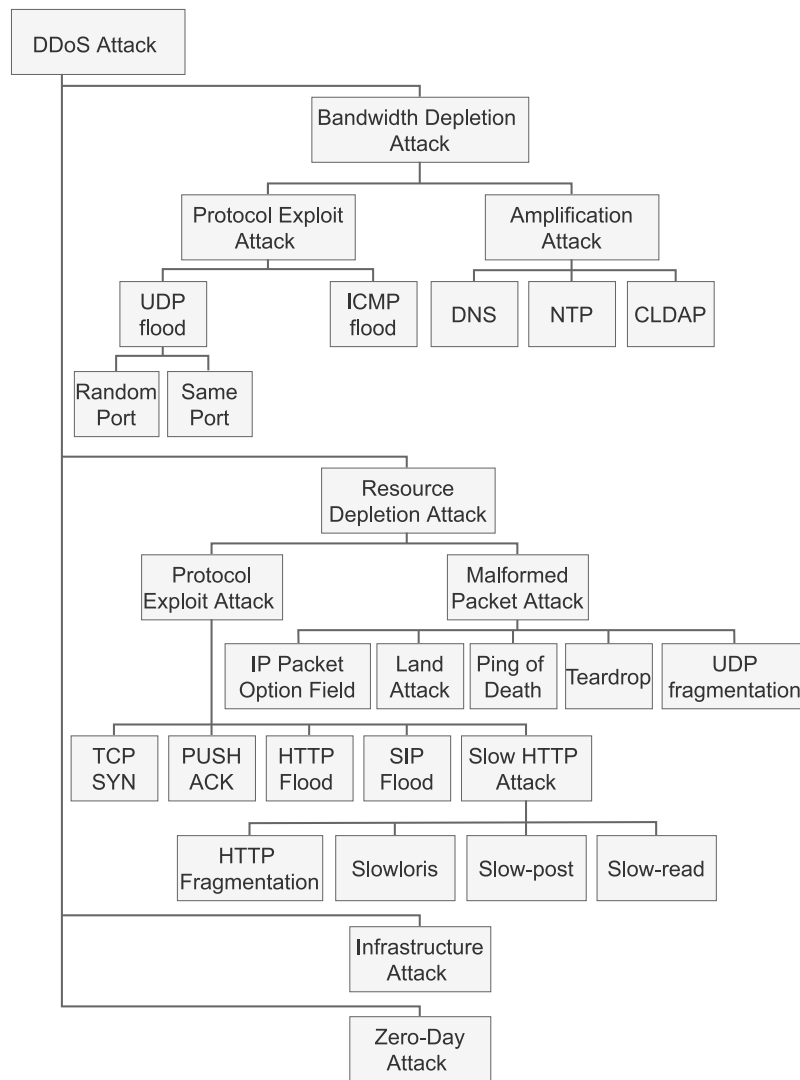 DDoS Attack
Bandwidth Depletion
Attack
Protocol Exploit
Attack
Amplification
Attack
UDP
flood
ICMP
flood
DNS
NTP
CLDAP
Random
Port
Same
Port
Resource
Depletion Attack
Protocol
Exploit Attack
Malformed
Packet Attack
IP Packet
Option Field
Land
Attack
Ping of
Death
Teardrop
UDP
fragmentation
TCP
SYN
PUSH
ACK
HTTP
Flood
SIP
Flood
Slow HTTP
Attack
HTTP
Fragmentation
Slowloris
Slow-post
Slow-read
Infrastructure
Attack
Zero-Day
Attack